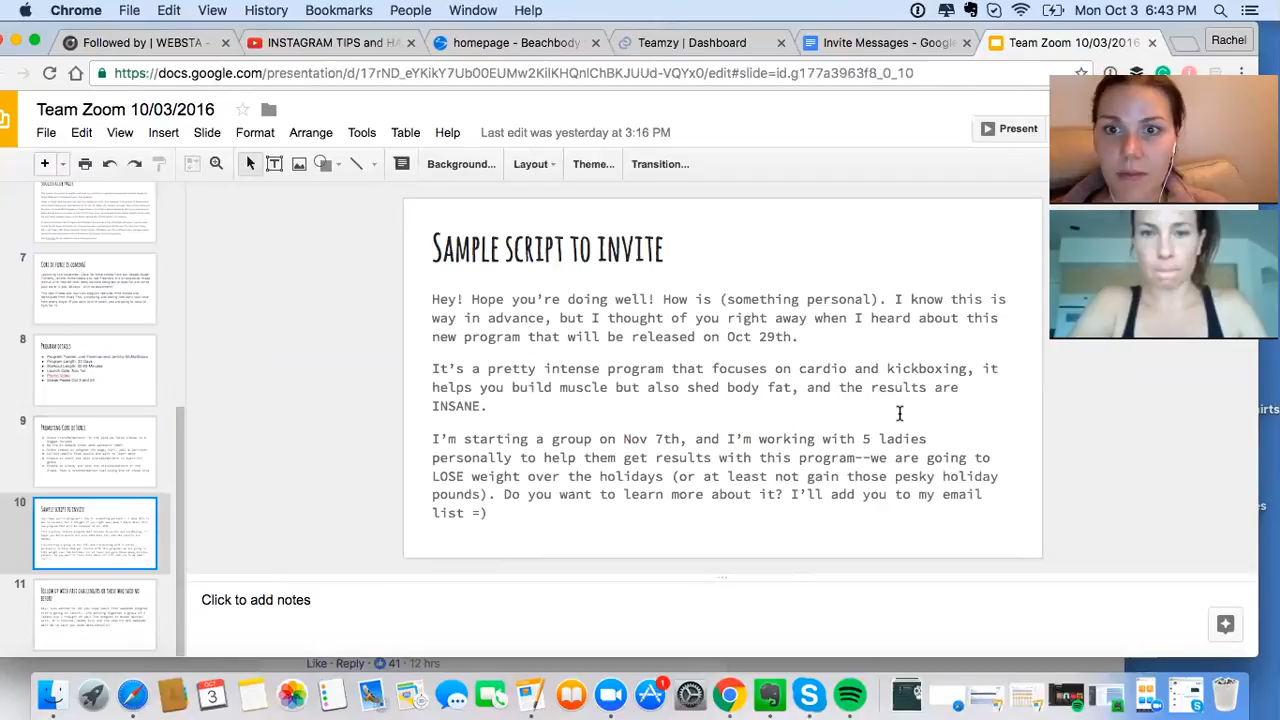 Chrome File Edit View History Bookmarks People Window Help Mon Oct 3 6:43 PM
Followed by | WEBSTA - INSTAGRAM TIPS and HA homepage - Beachbody Teamzy | Dashboard Invite Messages - Google Team Zoom 10/03/2016 Rachel
https://docs.google.com/presentation/d/
Team Zoom 10/03/2016
File Edit View Insert Slide Format Arrange Tools Table Help Last edit was yesterday at 3:16 PM
Present
Background... Layout Theme... Transition...
7
8
Program Details
9
10
Sample script to invite
11
Sample script to invite
Hey! Hope you're doing well! How is (something personal). I know this is
way in advance, but I thought of you right away when I heard about this
new program that will be released on Oct 29th.
It's a pretty intense program that focuses on cardio and kickboxing, it
helps you build muscle but also shed body fat, and the results are
INSANE.
I'm starting a group on Nov 7th, and I'm working with 5 ladies
personally to help them get results with this program--we are going to
LOSE weight over the holidays (or at least not gain those pesky holiday
pounds). Do you want to learn more about it? I'll add you to my email
list =)
Click to add notes
Like · Reply · 41 · 12 hrs